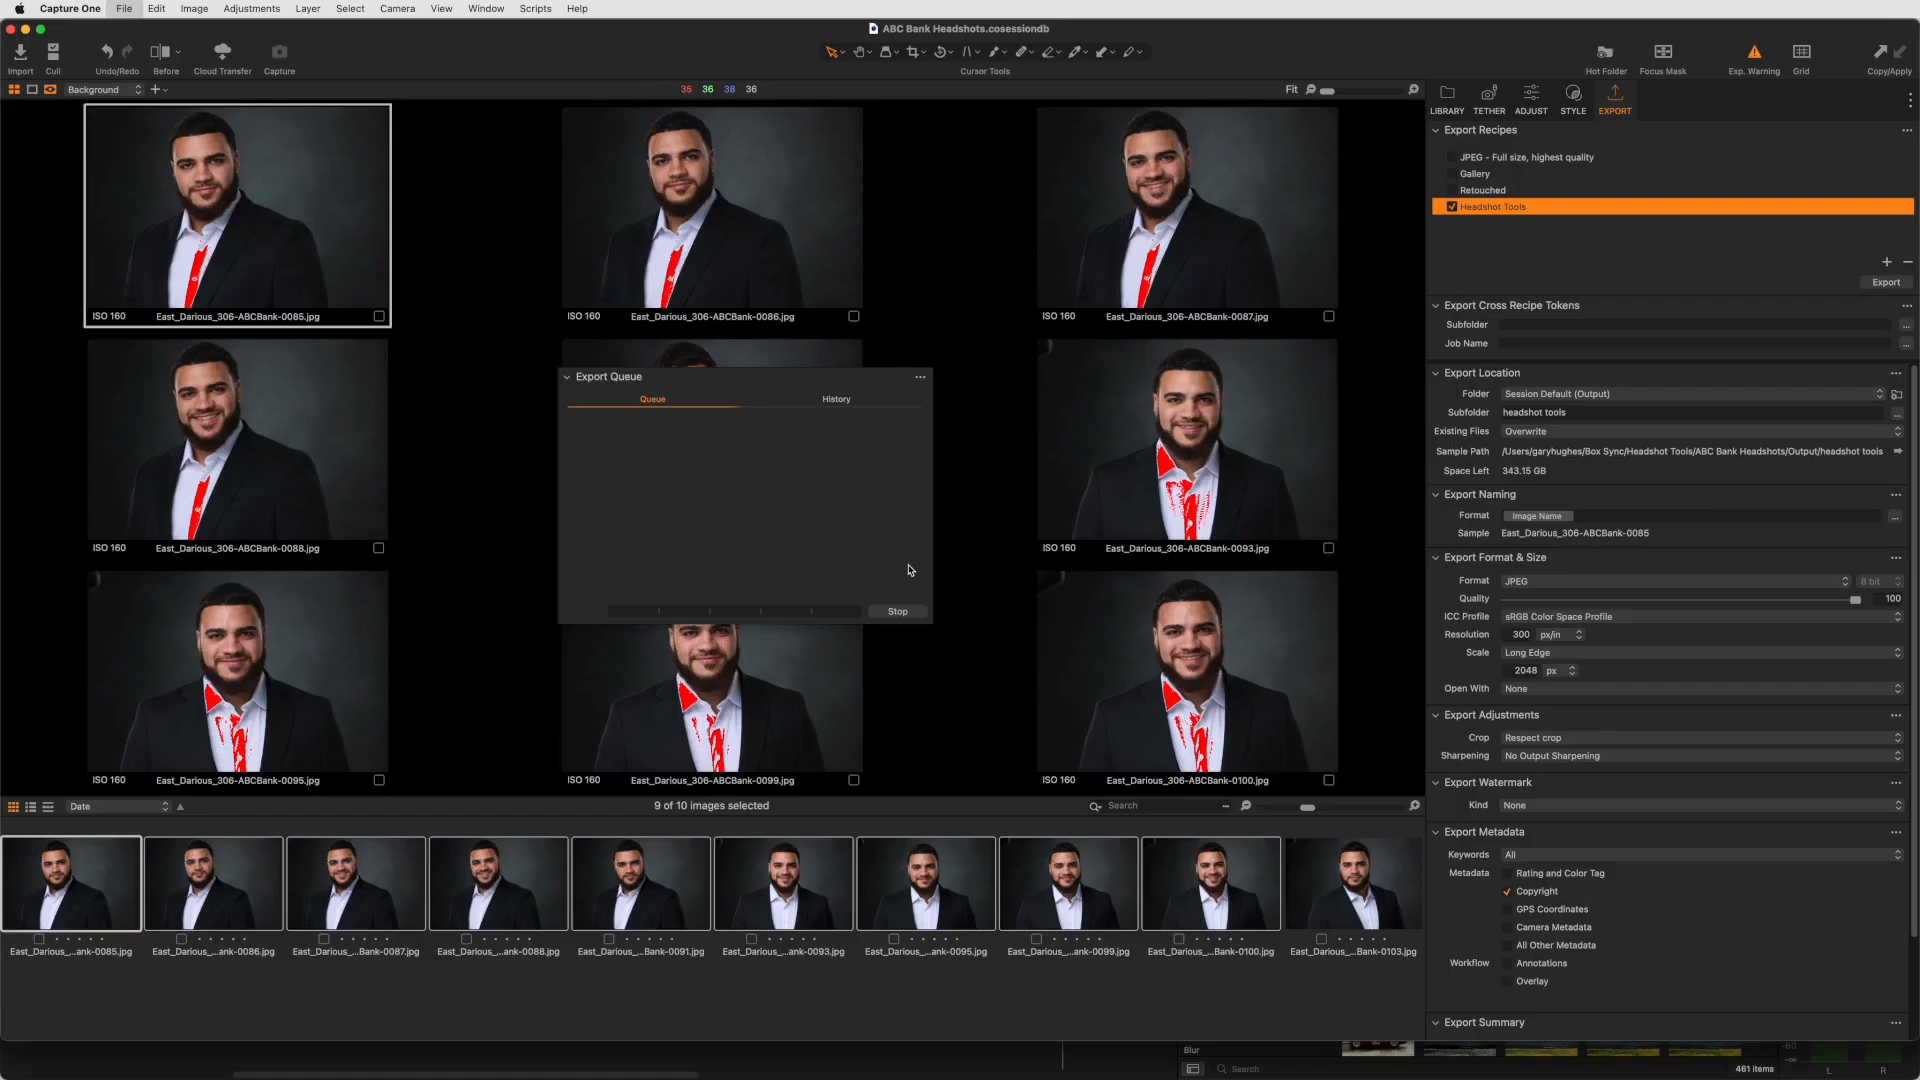 Capture One File Edit Image Adjustments Layer Select Camera View Window Scripts Help
ABC Bank Headshots.cosessiondb
Import Cull Undo/Redo Before Cloud Transfer Capture Cursor Tools Hot Folder Focus Mask Exp. Warning Grid Copy/Apply
Background 35 36 38 36 Fit
LIBRARY TETHER ADJUST STYLE EXPORT
Export Recipes
JPEG - Full size, highest quality
Gallery
Retouched
Headshot Tools
Export
Export Cross Recipe Tokens
Subfolder
Job Name
Export Location
Folder Session Default (Output)
Subfolder headshot tools
Existing Files Overwrite
Sample Path /Users/garyhughes/Box Sync/Headshot Tools/ABC Bank Headshots/Output/headshot tools
Space Left 343.15 GB
Export Naming
Format Image Name
Sample East_Darious_306-ABCBank-0085
Export Format & Size
Format JPEG 8 bit
Quality 100
ICC Profile sRGB Color Space Profile
Resolution 300 px/in
Scale Long Edge
2048 px
Open With None
Export Adjustments
Crop Respect crop
Sharpening No Output Sharpening
Export Watermark
Kind None
Export Metadata
Keywords All
Metadata Rating and Color Tag
Copyright
GPS Coordinates
Camera Metadata
All Other Metadata
Workflow Annotations
Overlay
Export Summary
ISO 160 East_Darious_306-ABCBank-0085.jpg
ISO 160 East_Darious_306-ABCBank-0086.jpg
ISO 160 East_Darious_306-ABCBank-0087.jpg
Export Queue
Queue History
Stop
ISO 160 East_Darious_306-ABCBank-0088.jpg
ISO 160 East_Darious_306-ABCBank-0093.jpg
ISO 160 East_Darious_306-ABCBank-0095.jpg
ISO 160 East_Darious_306-ABCBank-0099.jpg
ISO 160 East_Darious_306-ABCBank-0100.jpg
Date 9 of 10 images selected Search
East_Darious_...ank-0085.jpg
East_Darious_...ank-0086.jpg
East_Darious_...Bank-0087.jpg
East_Darious_...ank-0088.jpg
East_Darious_...Bank-0091.jpg
East_Darious_...ank-0093.jpg
East_Darious_...ank-0095.jpg
East_Darious_...ank-0099.jpg
East_Darious_...Bank-0100.jpg
East_Darious_...Bank-0103.jpg
Blur
Search 461 items
-60
L R